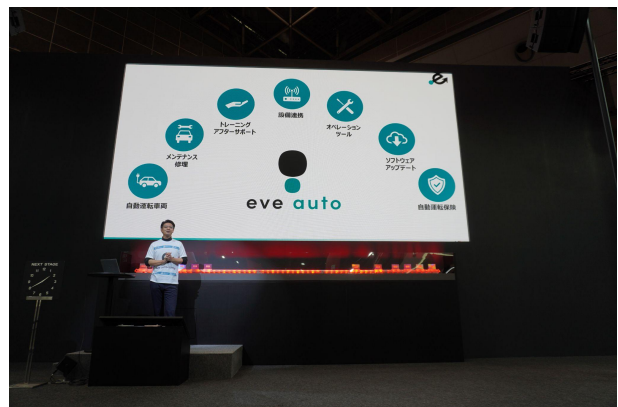 設備連携
トレーニング
アフターサポート
オペレーション
ツール
メンテナンス
修理
ソフトウェア
アップデート
自動運転車両
自動運転保険
eve auto
NEXT STAGE